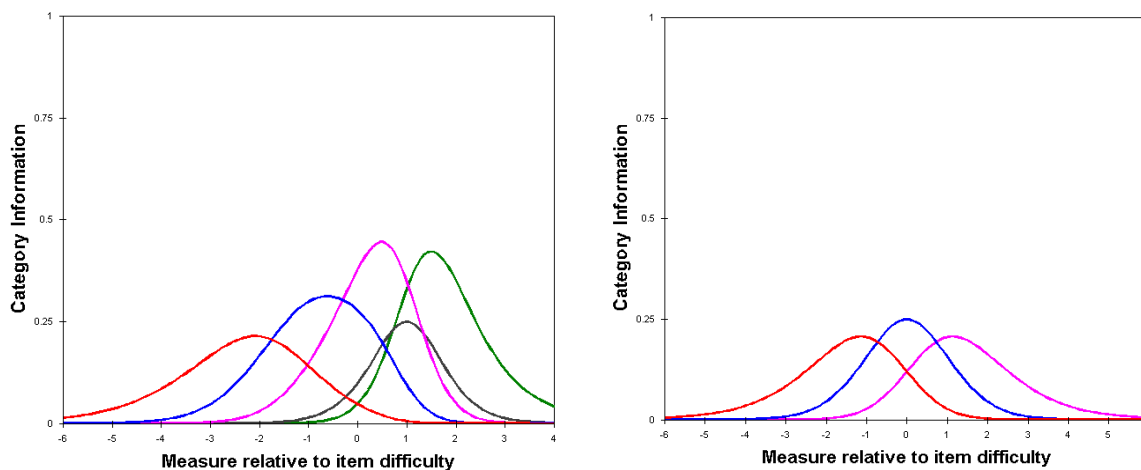 1
0.75
0.5
0.25
0
Category Information
-6 -5 -4 -3 -2 -1 0 1 2 3 4
Measure relative to item difficulty
1
0.75
0.5
0.25
0
Category Information
-6 -5 -4 -3 -2 -1 0 1 2 3 4 5
Measure relative to item difficulty